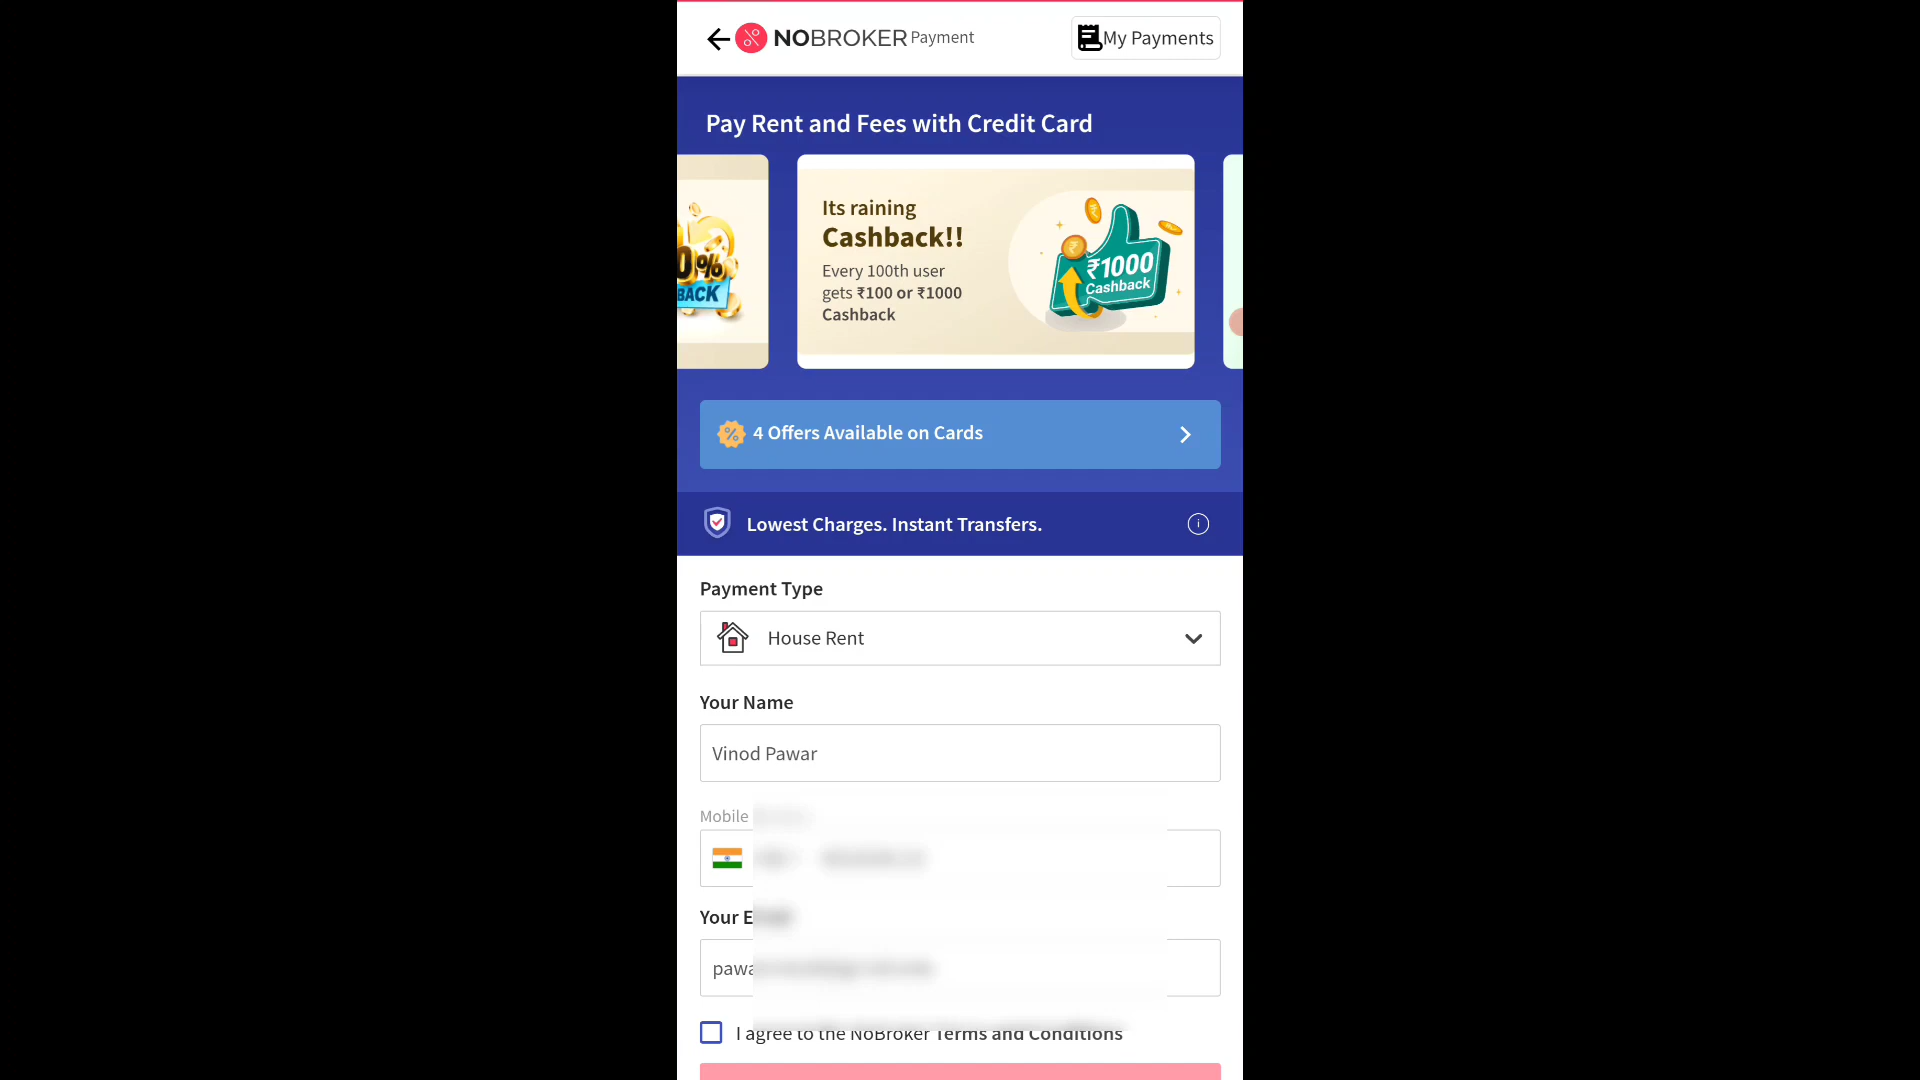 NOBROKER Payment
My Payments
Pay Rent and Fees with Credit Card
Its raining
Cashback!!
Every 100th user
gets ₹100 or ₹1000
Cashback
₹1000
Cashback
0%
BACK
4 Offers Available on Cards
Lowest Charges. Instant Transfers.
Payment Type
House Rent
Your Name
Vinod Pawar
Mobile
Your
I agree to the NoBroker Terms and Conditions